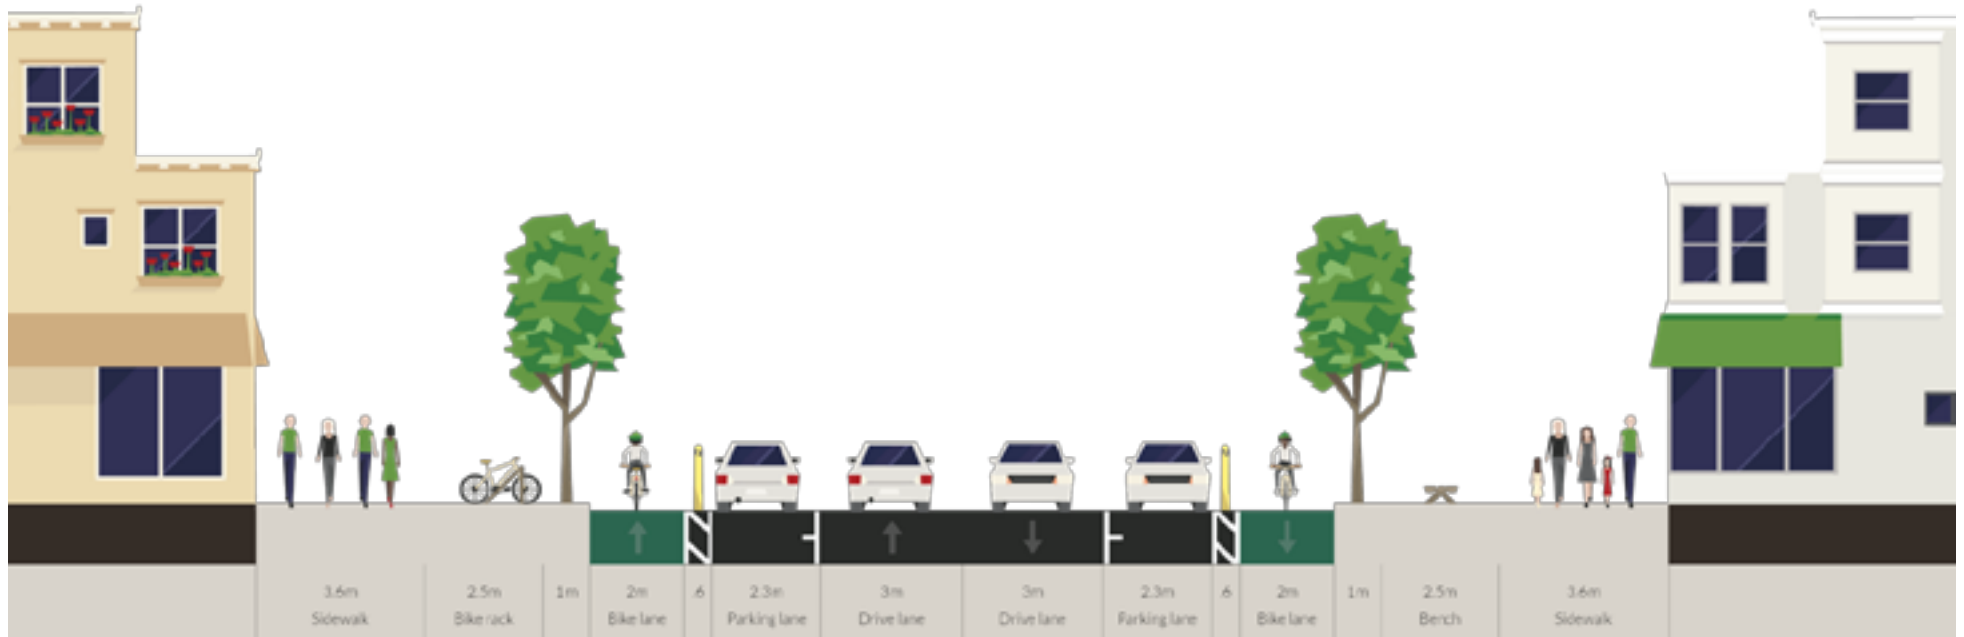 3.6m 2.5m 1m 2m .6 2.3m 3m 3m 2.3m .6 2m 1m 2.5m 3.6m
Sidewalk Bike rack Bike lane Parking lane Drive lane Drive lane Parking lane Bike lane Bench Sidewalk